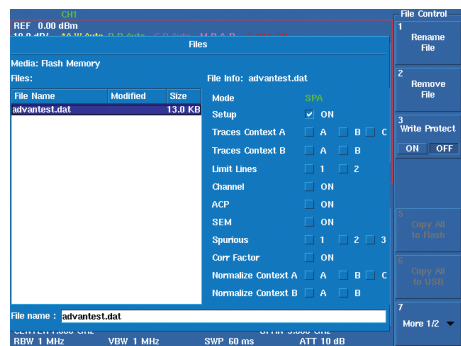 CH1
File Control
REF 0.00 dBm
1
Rename
File
Files
Media: Flash Memory
Files:
File Info: advantest.dat
File Name Modified Size
advantest.dat 13.0 KB
Mode SPA
Setup ON
Traces Context A A B C
Traces Context B A B
Limit Lines 1 2
Channel ON
ACP ON
SEM ON
Spurious 1 2 3
Corr Factor ON
Normalize Context A A B C
Normalize Context B A B
File name : advantest.dat
2
Remove
File
3
Write Protect
ON OFF
5
Copy All
to Flash
6
Copy All
to USB
7
More 1/2
RBW 1 MHz VBW 1 MHz SWP 60 ms ATT 10 dB